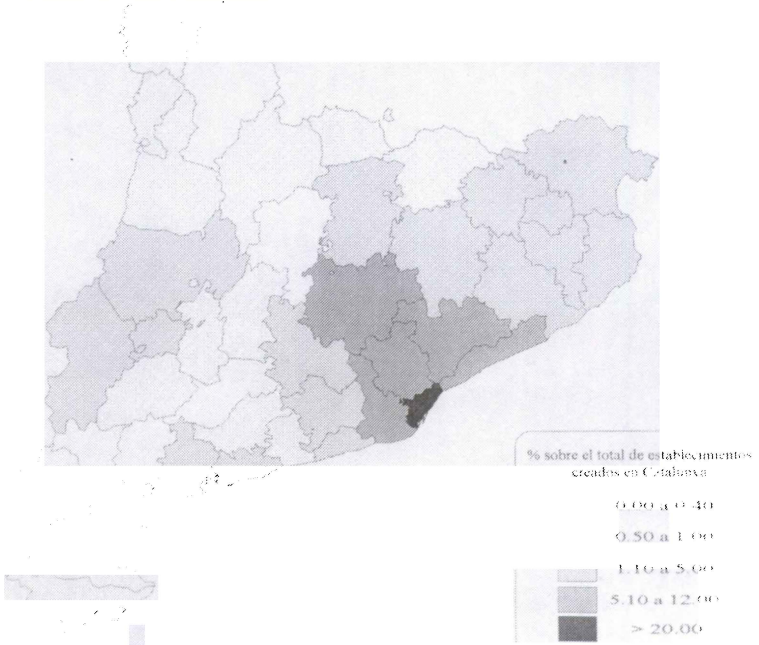 % sobre el total de establecimientos
creados en Catalunya
0.00 a 0.40
0.50 a 1.00
1.10 a 5.00
5.10 a 12.00
> 20.00